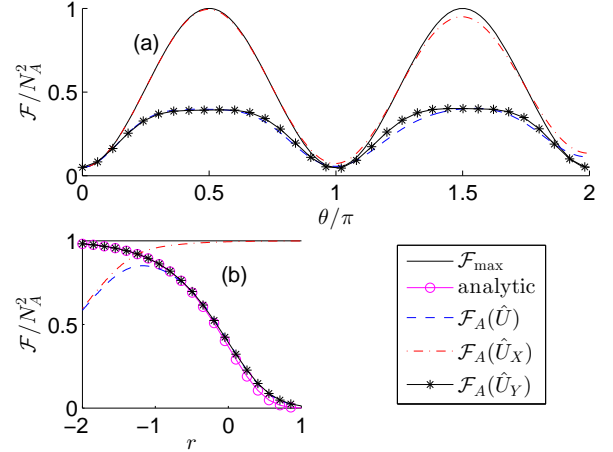 (a)
1
0.5
0
ℱ/N_A^2
0 0.5 1 1.5 2
θ/π
(b)
1
0.5
0
ℱ/N_A^2
−2 −1 0 1
r
ℱ_max
analytic
ℱ_A(Û)
ℱ_A(Û_X)
ℱ_A(Û_Y)